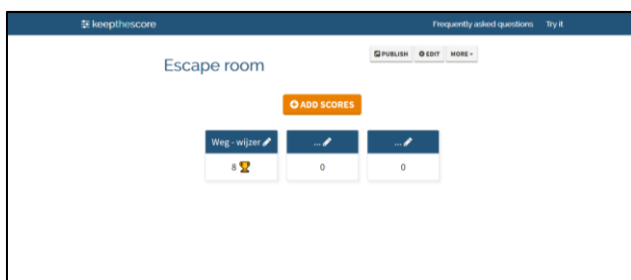 keepthescore Frequently asked questions Try it
Escape room PUBLISH EDIT MORE
ADD SCORES
Weg - wijzer ... ...
8 0 0